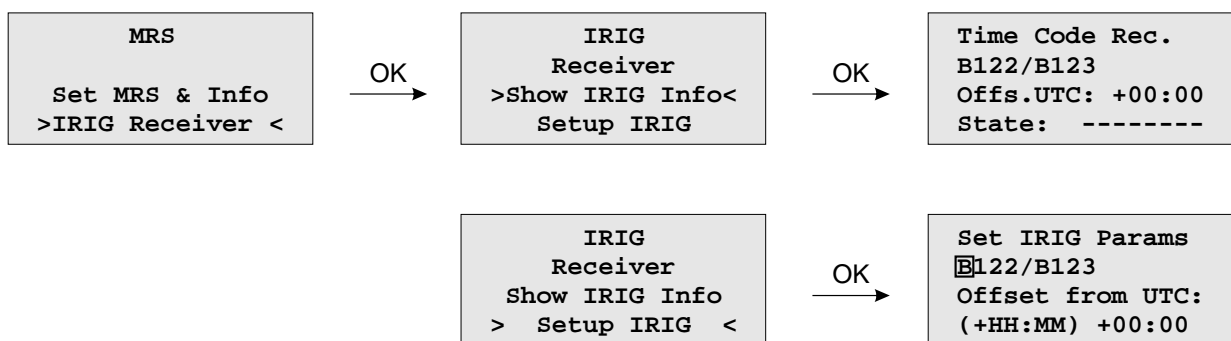 MRS
Set MRS & Info
>IRIG Receiver <
OK
IRIG
Receiver
>Show IRIG Info<
Setup IRIG
OK
Time Code Rec.
B122/B123
Offs.UTC: +00:00
State: --------
IRIG
Receiver
Show IRIG Info
> Setup IRIG <
OK
Set IRIG Params
B122/B123
Offset from UTC:
(+HH:MM) +00:00